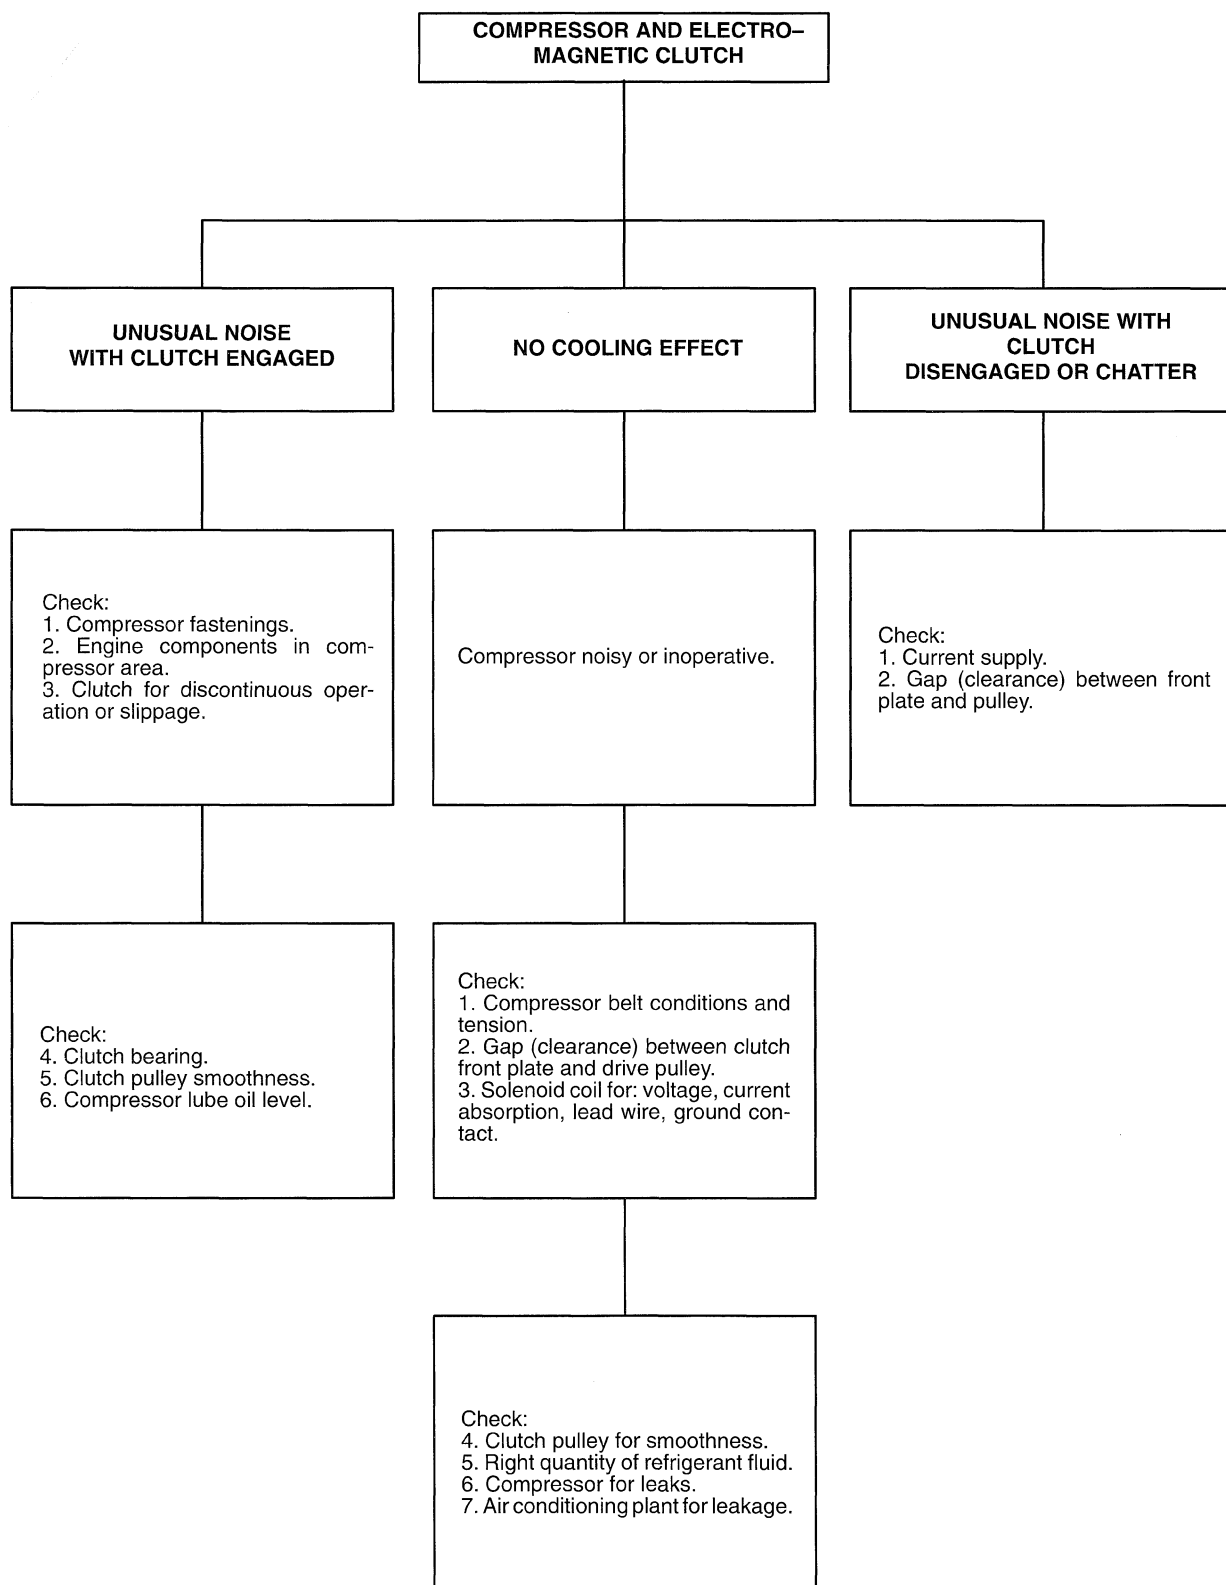 COMPRESSOR AND ELECTRO–
MAGNETIC CLUTCH
UNUSUAL NOISE
WITH CLUTCH ENGAGED
NO COOLING EFFECT
UNUSUAL NOISE WITH
CLUTCH
DISENGAGED OR CHATTER
Check:
1. Compressor fastenings.
2. Engine components in com-
pressor area.
3. Clutch for discontinuous oper-
ation or slippage.
Compressor noisy or inoperative.
Check:
1. Current supply.
2. Gap (clearance) between front
plate and pulley.
Check:
4. Clutch bearing.
5. Clutch pulley smoothness.
6. Compressor lube oil level.
Check:
1. Compressor belt conditions and
tension.
2. Gap (clearance) between clutch
front plate and drive pulley.
3. Solenoid coil for: voltage, current
absorption, lead wire, ground con-
tact.
Check:
4. Clutch pulley for smoothness.
5. Right quantity of refrigerant fluid.
6. Compressor for leaks.
7. Air conditioning plant for leakage.